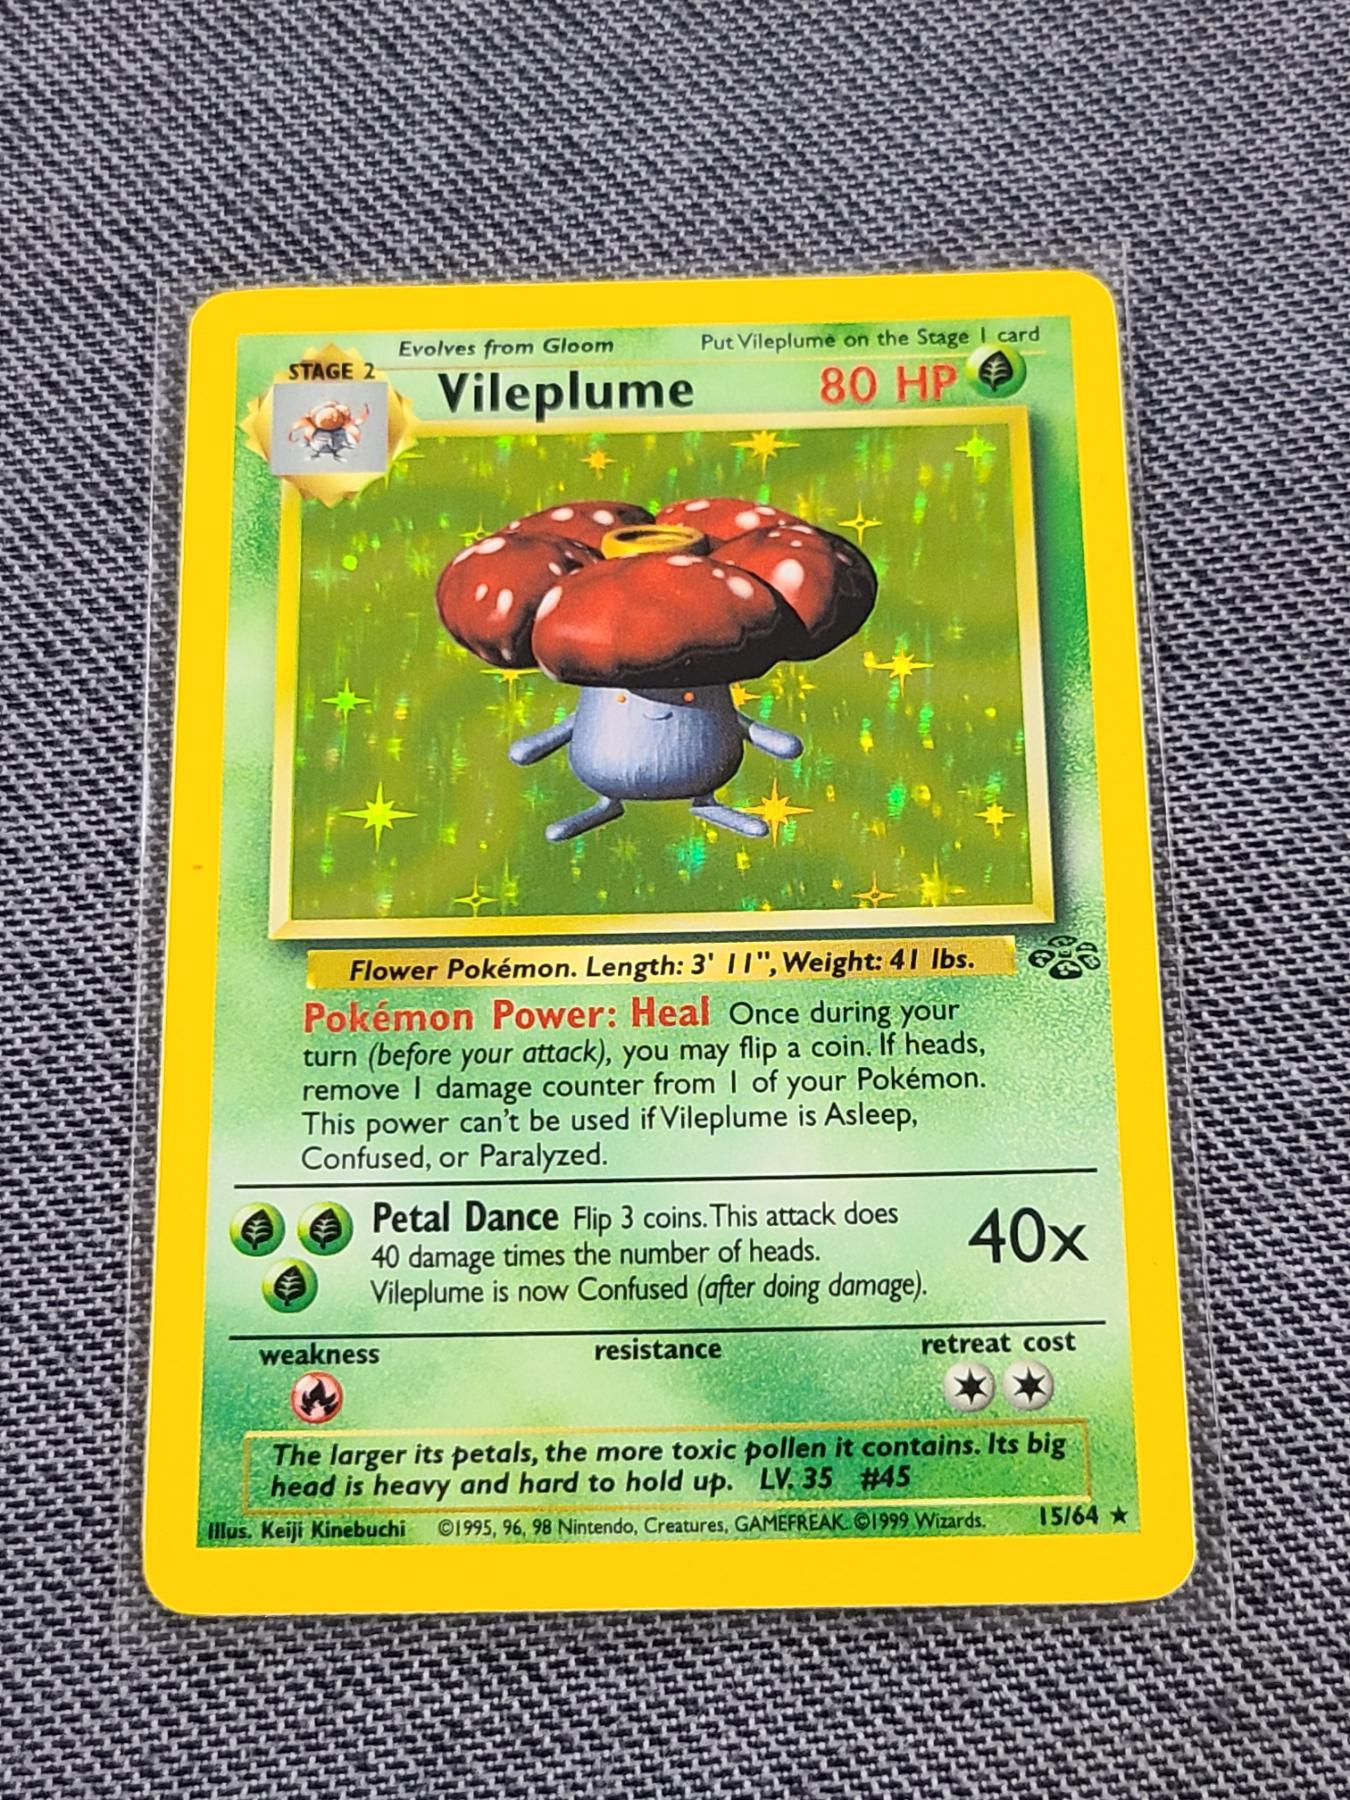 Evolves from Gloom
Put Vileplume on the Stage 1 card
STAGE 2
Vileplume
80 HP
Flower Pokémon. Length: 3' 11", Weight: 41 lbs.
Pokémon Power: Heal Once during your
turn (before your attack), you may flip a coin. If heads,
remove 1 damage counter from 1 of your Pokémon.
This power can't be used if Vileplume is Asleep,
Confused, or Paralyzed.
Petal Dance Flip 3 coins. This attack does
40 damage times the number of heads.
Vileplume is now Confused (after doing damage).
40x
weakness
resistance
retreat cost
The larger its petals, the more toxic pollen it contains. Its big
head is heavy and hard to hold up. LV. 35 #45
Illus. Keiji Kinebuchi
©1995, 96, 98 Nintendo, Creatures, GAMEFREAK. ©1999 Wizards.
15/64 ★